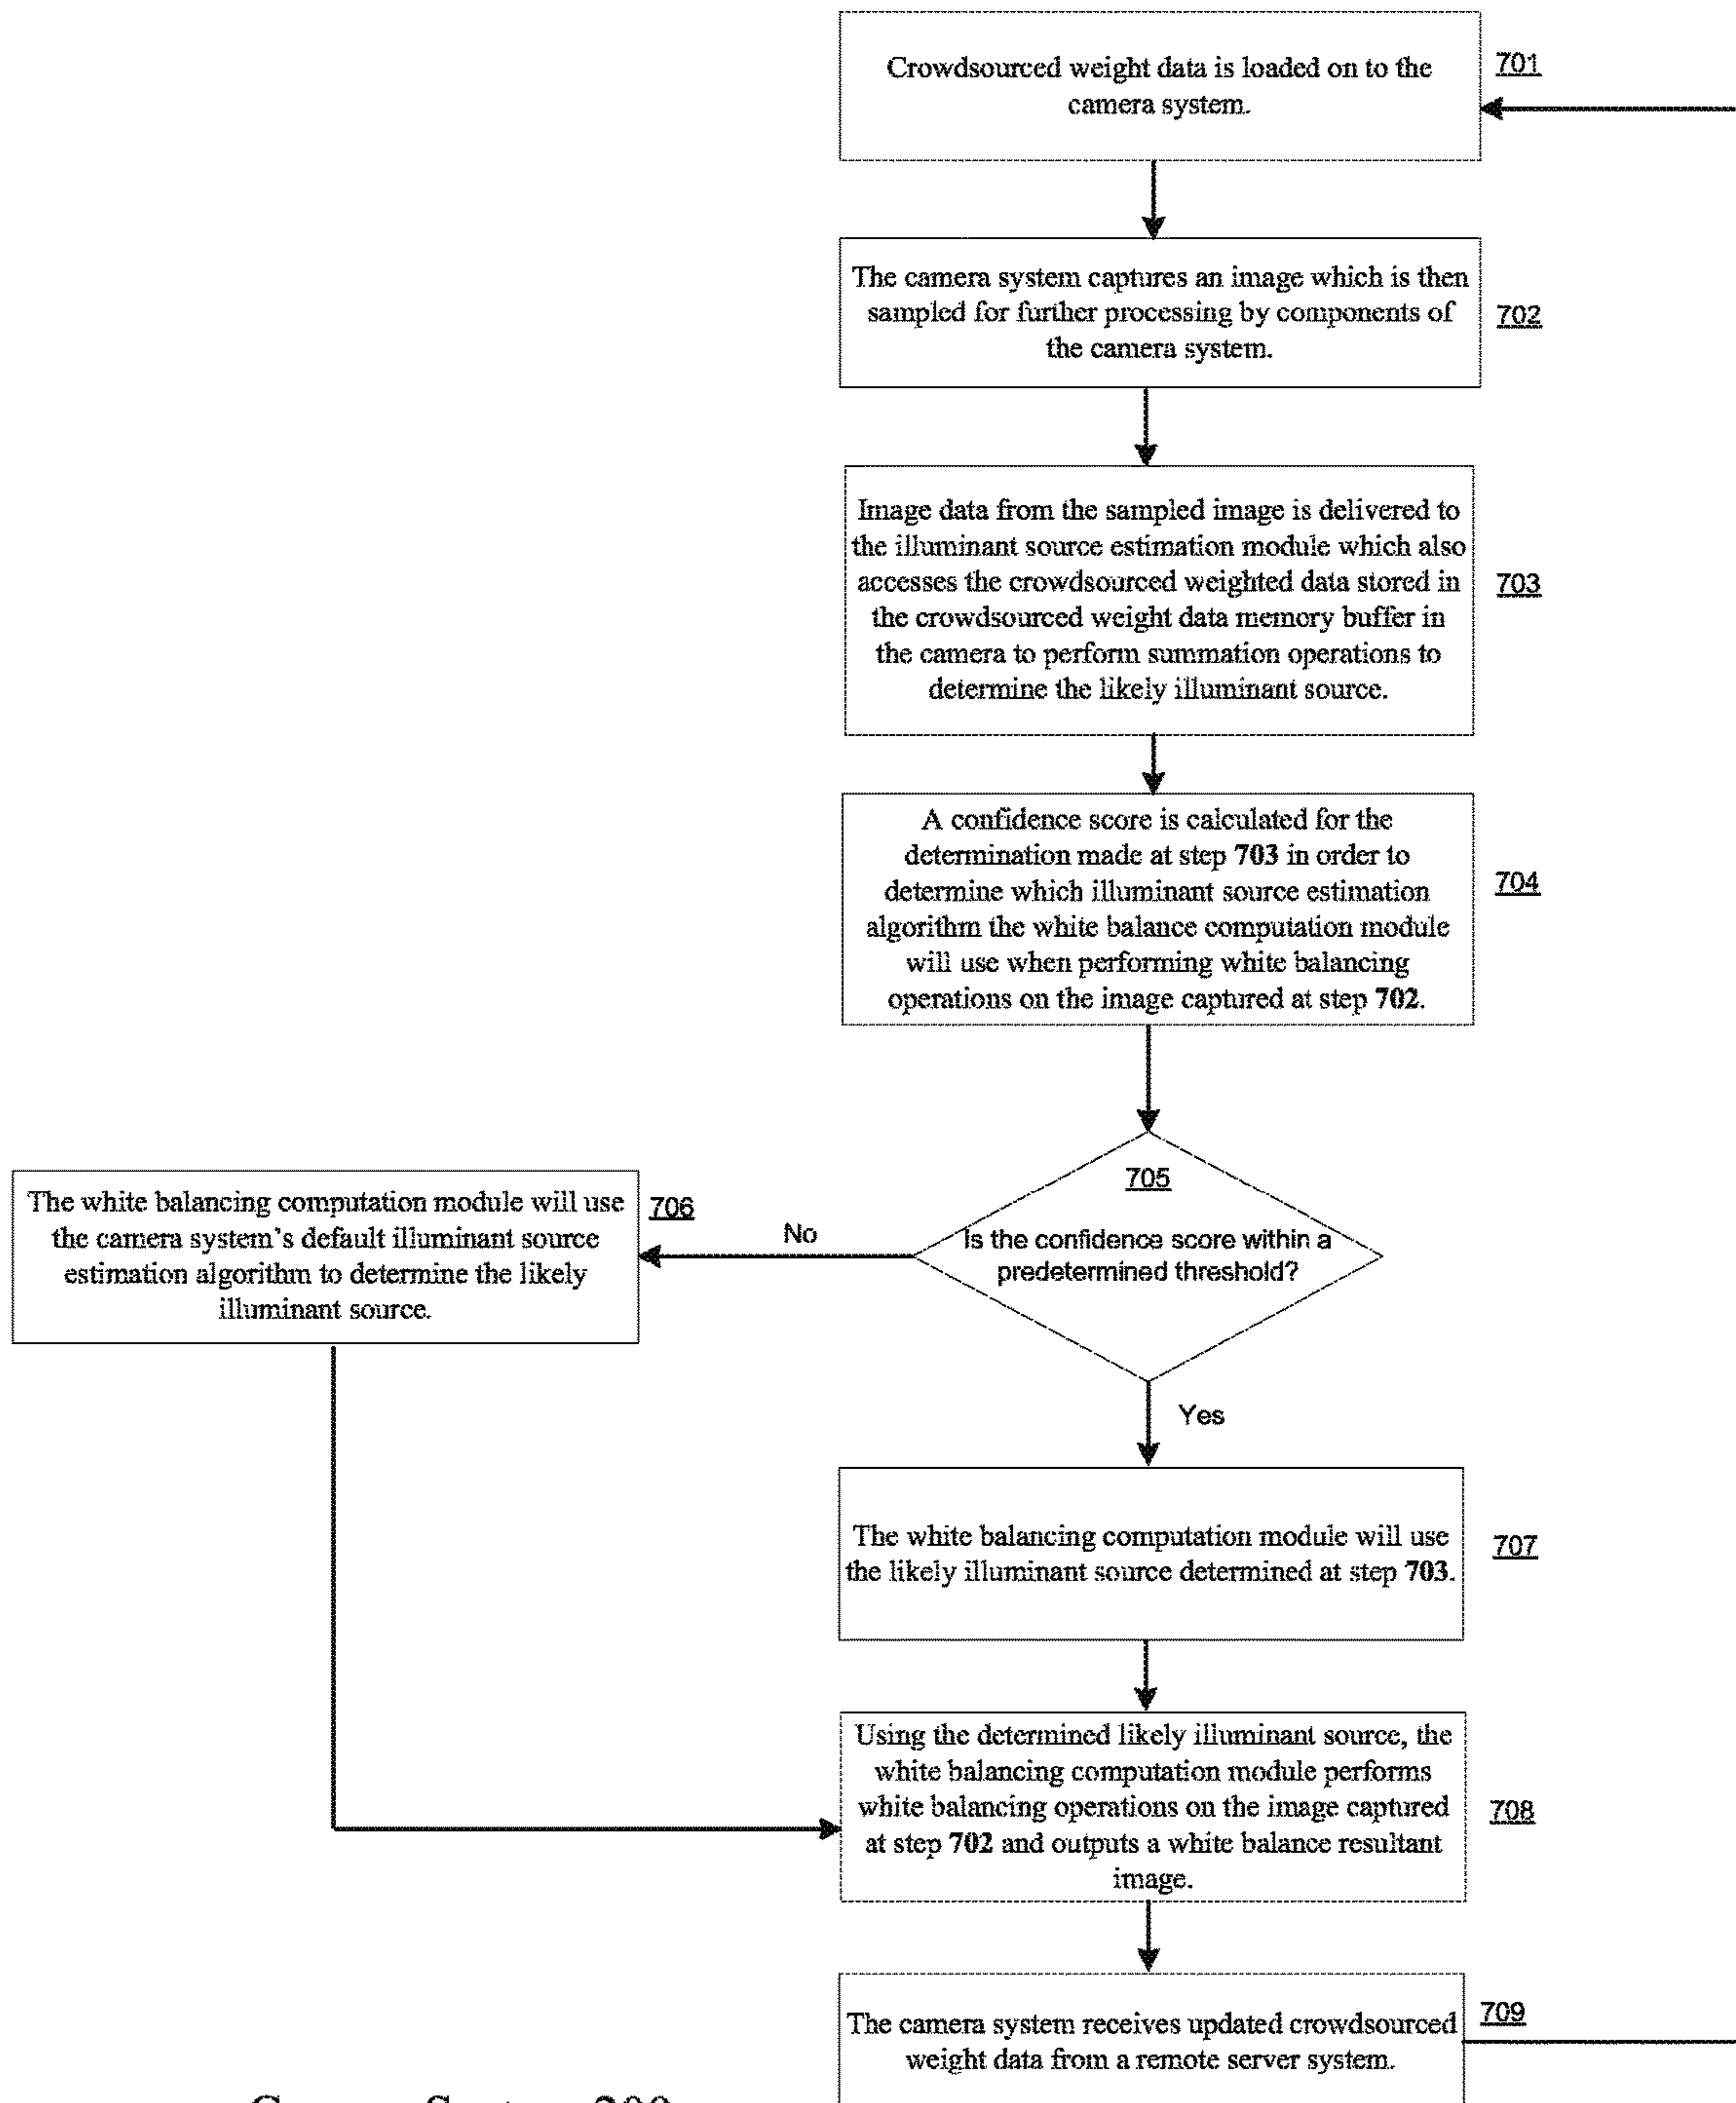 Crowdsourced weight data is loaded on to the
camera system.
701
The camera system captures an image which is then
sampled for further processing by components of
the camera system.
702
Image data from the sampled image is delivered to
the illuminant source estimation module which also
accesses the crowdsourced weighted data stored in
the crowdsourced weight data memory buffer in
the camera to perform summation operations to
determine the likely illuminant source.
703
A confidence score is calculated for the
determination made at step 703 in order to
determine which illuminant source estimation
algorithm the white balance computation module
will use when performing white balancing
operations on the image captured at step 702.
704
705
Is the confidence score within a
predetermined threshold?
No
706
The white balancing computation module will use
the camera system's default illuminant source
estimation algorithm to determine the likely
illuminant source.
Yes
The white balancing computation module will use
the likely illuminant source determined at step 703.
707
Using the determined likely illuminant source, the
white balancing computation module performs
white balancing operations on the image captured
at step 702 and outputs a white balance resultant
image.
708
The camera system receives updated crowdsourced
weight data from a remote server system.
709